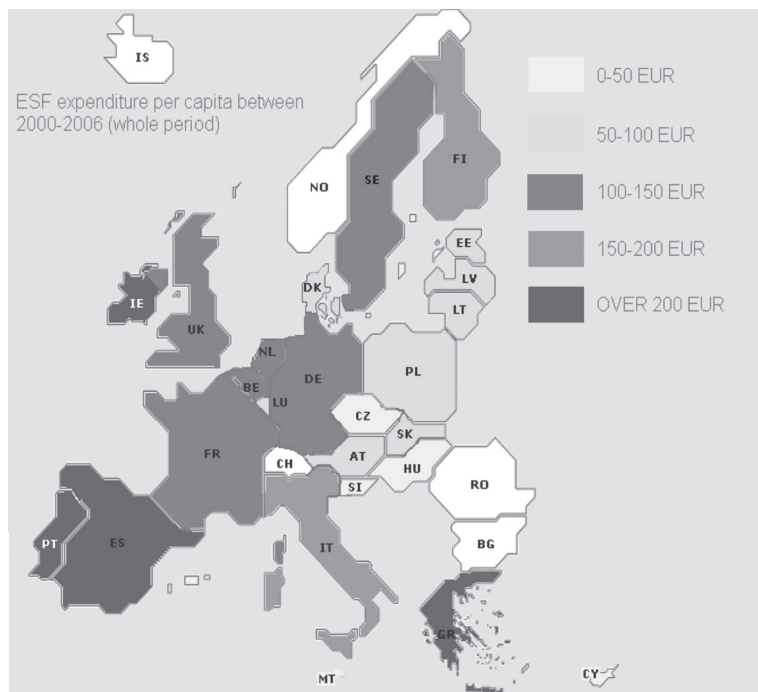 IS
ESF expenditure per capita between
2000-2006 (whole period)
0-50 EUR
50-100 EUR
100-150 EUR
150-200 EUR
OVER 200 EUR
FI
NO
SE
EE
LV
LT
DK
IE
UK
NL
BE
DE
LU
PL
CZ
SK
FR
CH
AT
HU
SI
RO
PT
ES
IT
BG
GR
MT
CY